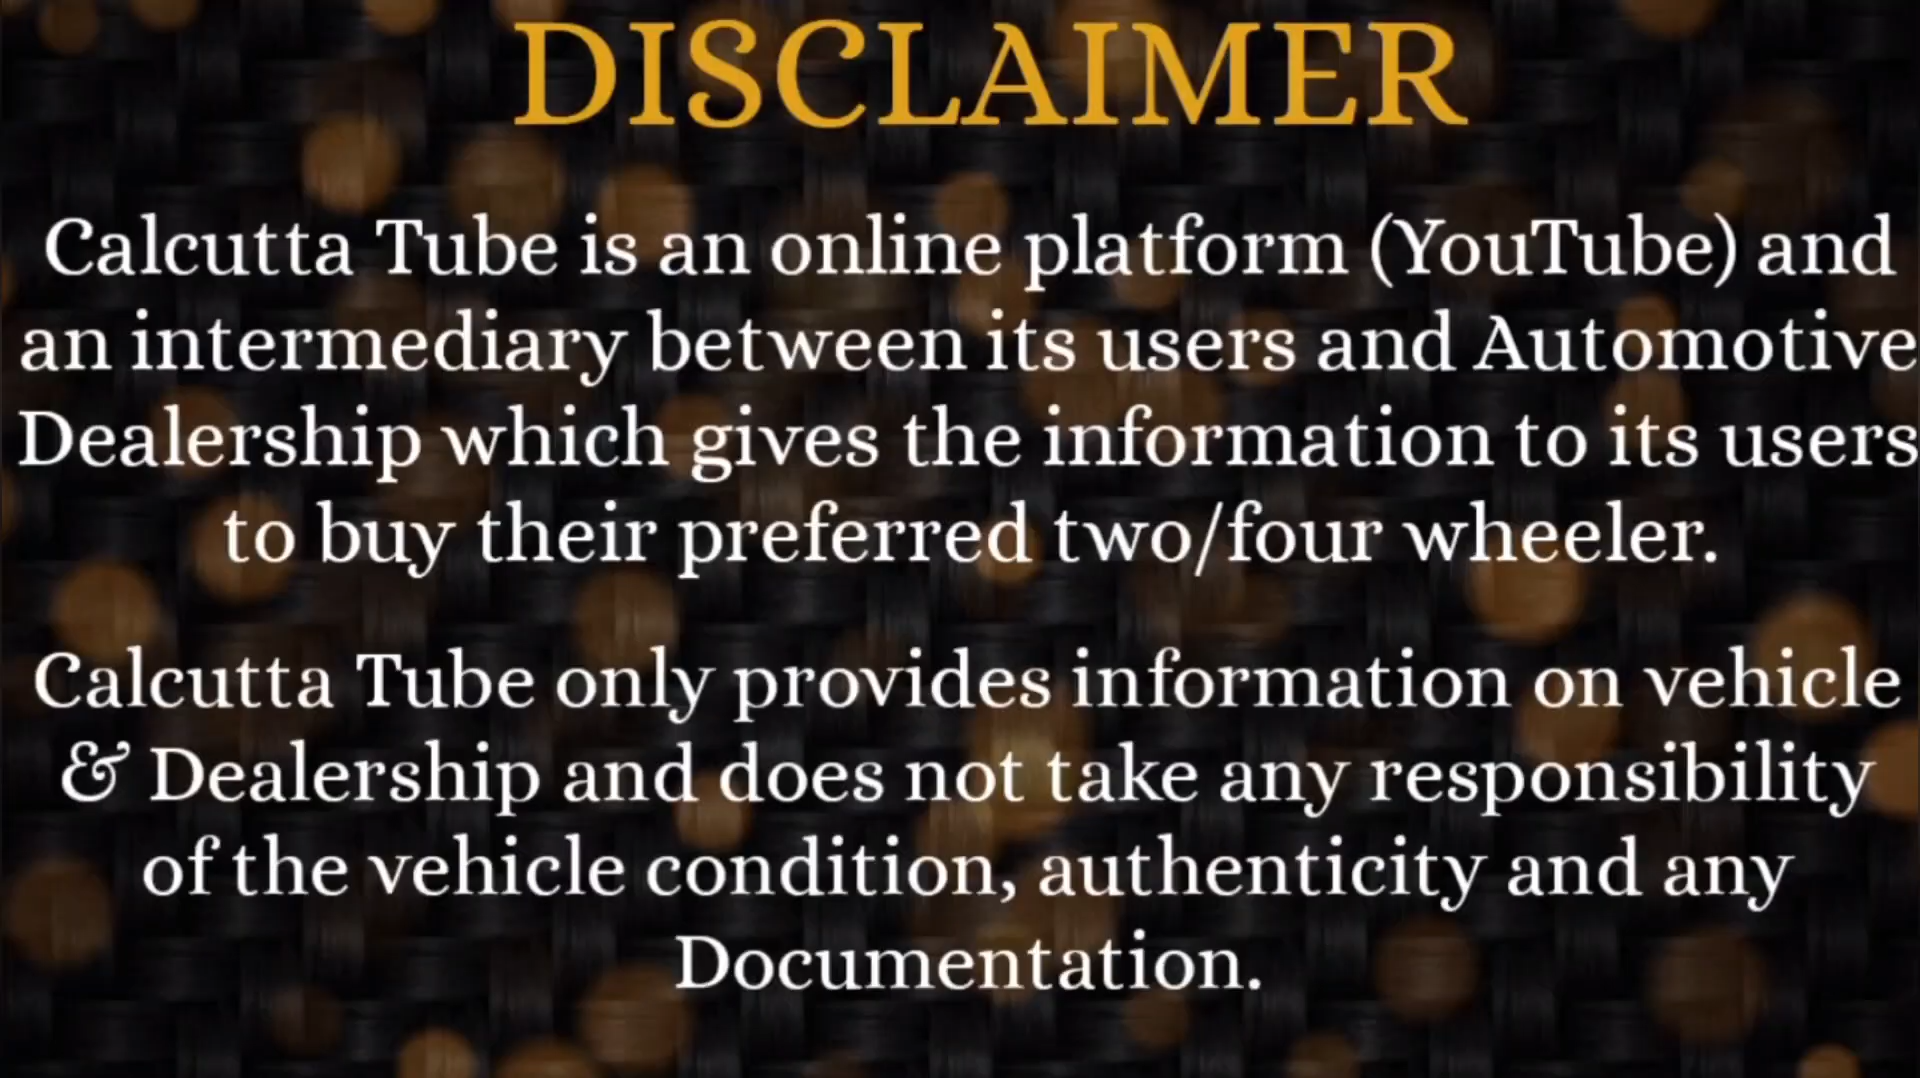 DISCLAIMER
Calcutta Tube is an online platform (YouTube) and
an intermediary between its users and Automotive
Dealership which gives the information to its users
to buy their preferred two/four wheeler.
Calcutta Tube only provides information on vehicle
& Dealership and does not take any responsibility
of the vehicle condition, authenticity and any
Documentation.